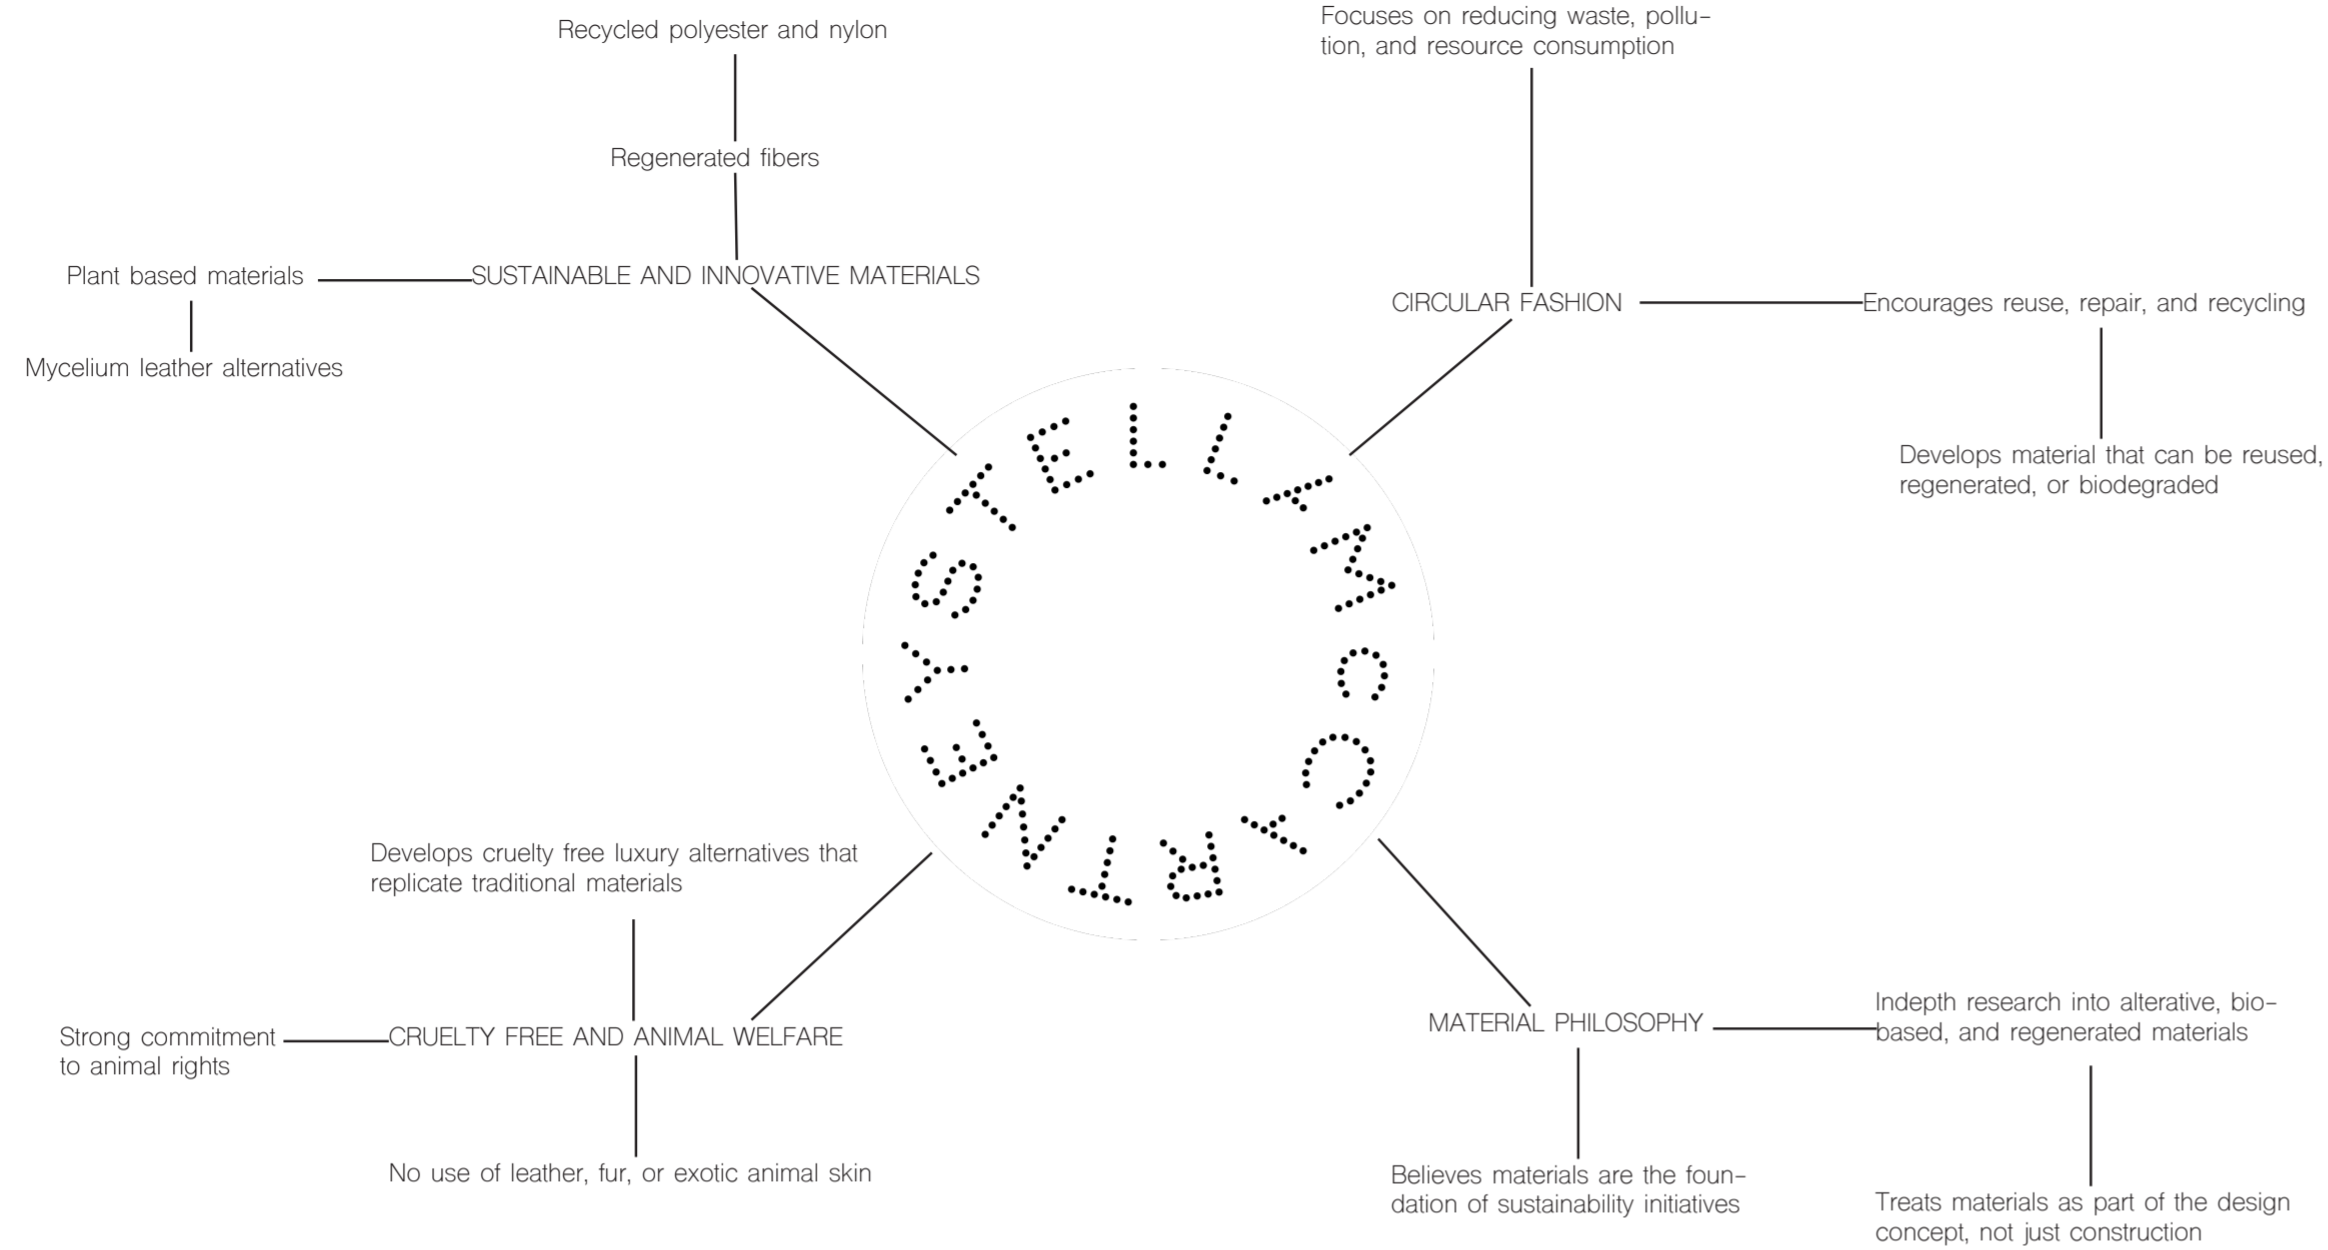 Recycled polyester and nylon
Regenerated fibers
Plant based materials
SUSTAINABLE AND INNOVATIVE MATERIALS
Mycelium leather alternatives
Focuses on reducing waste, pollu-
tion, and resource consumption
CIRCULAR FASHION
Encourages reuse, repair, and recycling
Develops material that can be reused,
regenerated, or biodegraded
STELLAMcCARTNEY
Develops cruelty free luxury alternatives that
replicate traditional materials
Strong commitment
to animal rights
CRUELTY FREE AND ANIMAL WELFARE
No use of leather, fur, or exotic animal skin
MATERIAL PHILOSOPHY
Indepth research into alterative, bio-
based, and regenerated materials
Believes materials are the foun-
dation of sustainability initiatives
Treats materials as part of the design
concept, not just construction